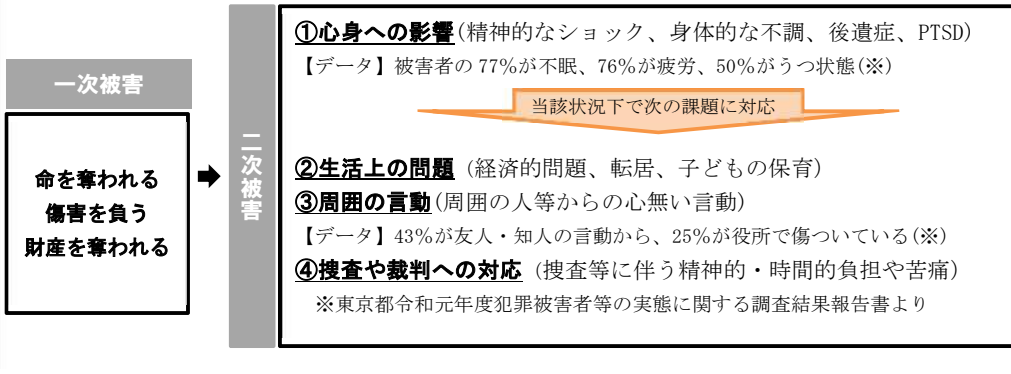 一次被害
命を奪われる
傷害を負う
財産を奪われる
二次被害
①心身への影響(精神的なショック、身体的な不調、後遺症、PTSD)
【データ】被害者の77%が不眠、76%が疲労、50%がうつ状態(※)
当該状況下で次の課題に対応
②生活上の問題 (経済的問題、転居、子どもの保育)
③周囲の言動(周囲の人等からの心無い言動)
【データ】43%が友人・知人の言動から、25%が役所で傷ついている(※)
④捜査や裁判への対応 (捜査等に伴う精神的・時間的負担や苦痛)
※東京都令和元年度犯罪被害者等の実態に関する調査結果報告書より